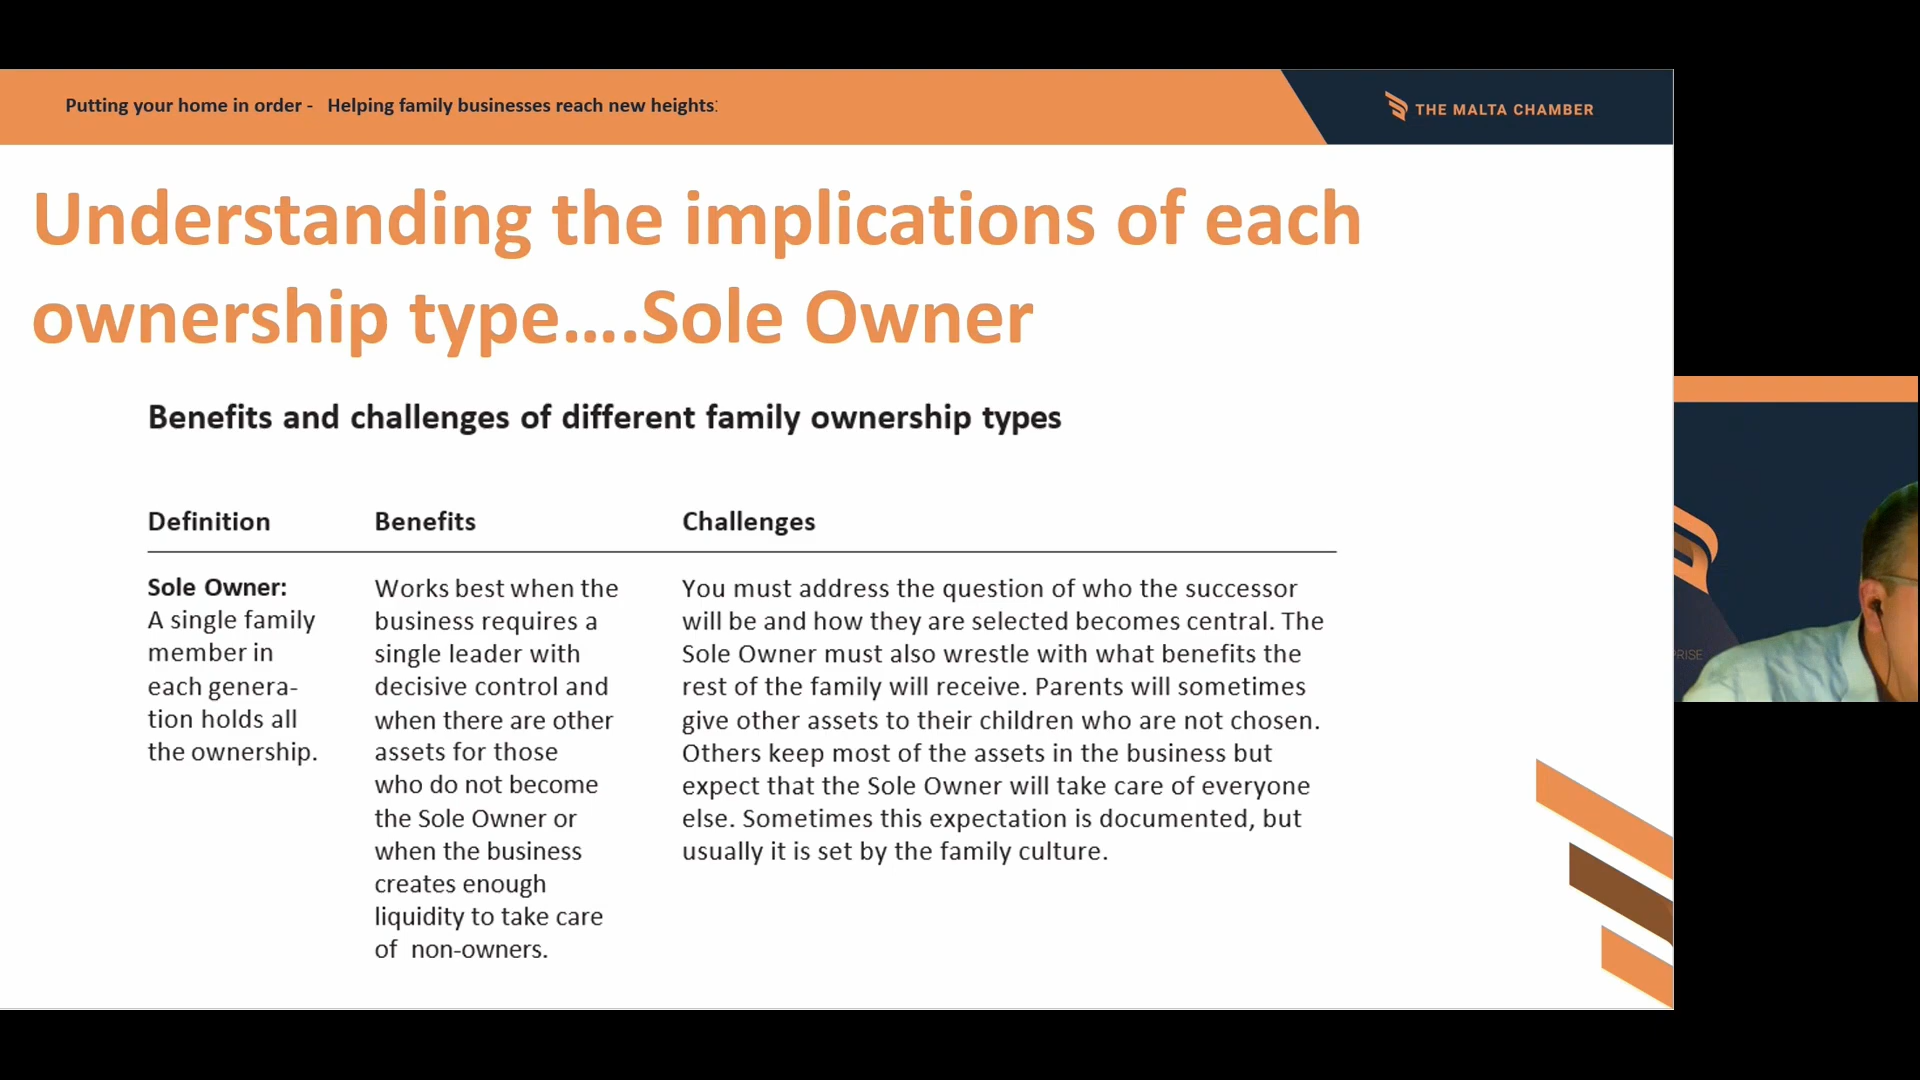 Putting your home in order - Helping family businesses reach new heights:
THE MALTA CHAMBER
Understanding the implications of each
ownership type….Sole Owner
Benefits and challenges of different family ownership types
Definition
Benefits
Challenges
Sole Owner:
A single family
member in
each genera-
tion holds all
the ownership.
Works best when the
business requires a
single leader with
decisive control and
when there are other
assets for those
who do not become
the Sole Owner or
when the business
creates enough
liquidity to take care
of non-owners.
You must address the question of who the successor
will be and how they are selected becomes central. The
Sole Owner must also wrestle with what benefits the
rest of the family will receive. Parents will sometimes
give other assets to their children who are not chosen.
Others keep most of the assets in the business but
expect that the Sole Owner will take care of everyone
else. Sometimes this expectation is documented, but
usually it is set by the family culture.